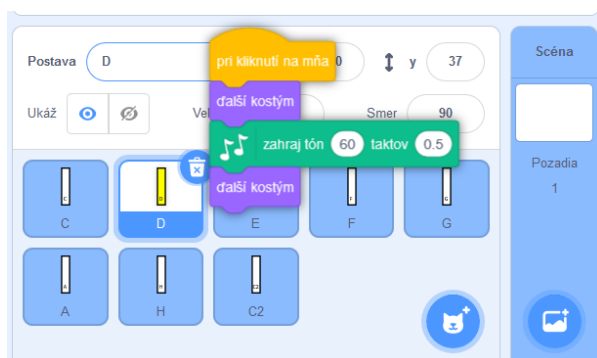 Postava D pri kliknutí na mňa 0 y 37
Scéna
ďalší kostým
Ukáž Smer 90
zahraj tón 60 taktov 0.5
ďalší kostým
Pozadia
1
C D E F G
C D E F G
A H C2
A H C2